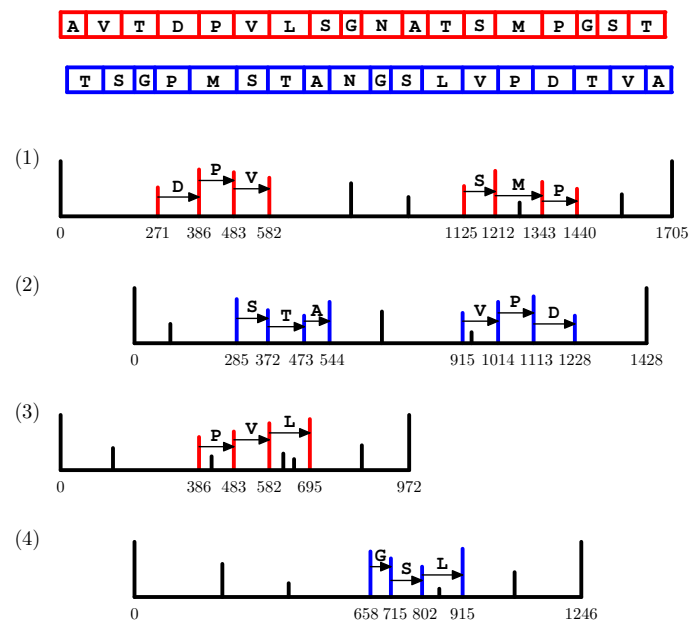 A V T D P V L S G N A T S M P G S T
T S G P M S T A N G S L V P D T V A
(1)
D P V S M P
0 271 386 483 582 1125 1212 1343 1440 1705
(2)
S T A V P D
0 285 372 473 544 915 1014 1113 1228 1428
(3)
P V L
0 386 483 582 695 972
(4)
G S L
0 658 715 802 915 1246